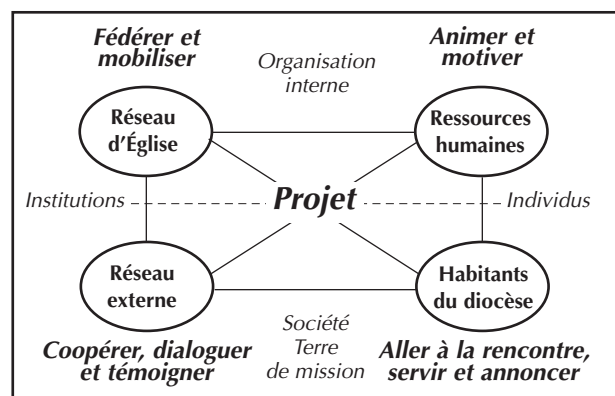 Fédérer et
mobiliser
Animer et
motiver
Organisation
interne
Réseau
d'Église
Ressources
humaines
Institutions
Projet
Individus
Réseau
externe
Habitants
du diocèse
Société
Terre
de mission
Coopérer, dialoguer
et témoigner
Aller à la rencontre,
servir et annoncer